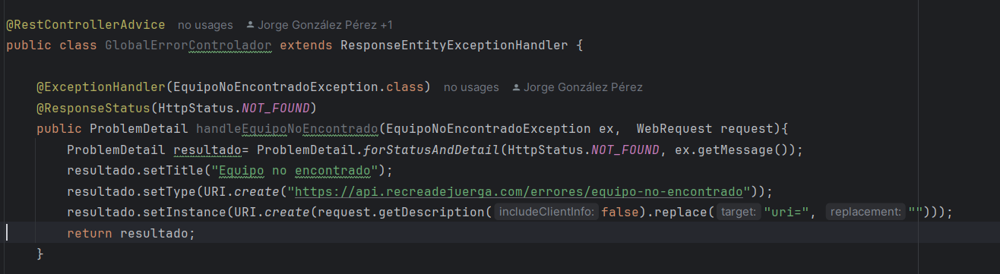 @RestControllerAdvice no usages Jorge González Pérez +1
public class GlobalErrorControlador extends ResponseEntityExceptionHandler {
@ExceptionHandler(EquipoNoEncontradoException.class) no usages Jorge González Pérez
@ResponseStatus(HttpStatus.NOT_FOUND)
public ProblemDetail handleEquipoNoEncontrado(EquipoNoEncontradoException ex, WebRequest request){
ProblemDetail resultado= ProblemDetail.forStatusAndDetail(HttpStatus.NOT_FOUND, ex.getMessage());
resultado.setTitle("Equipo no encontrado");
resultado.setType(URI.create("https://api.recreadejuerga.com/errores/equipo-no-encontrado"));
resultado.setInstance(URI.create(request.getDescription( includeClientInfo: false).replace( target: "uri=", replacement: "")));
return resultado;
}